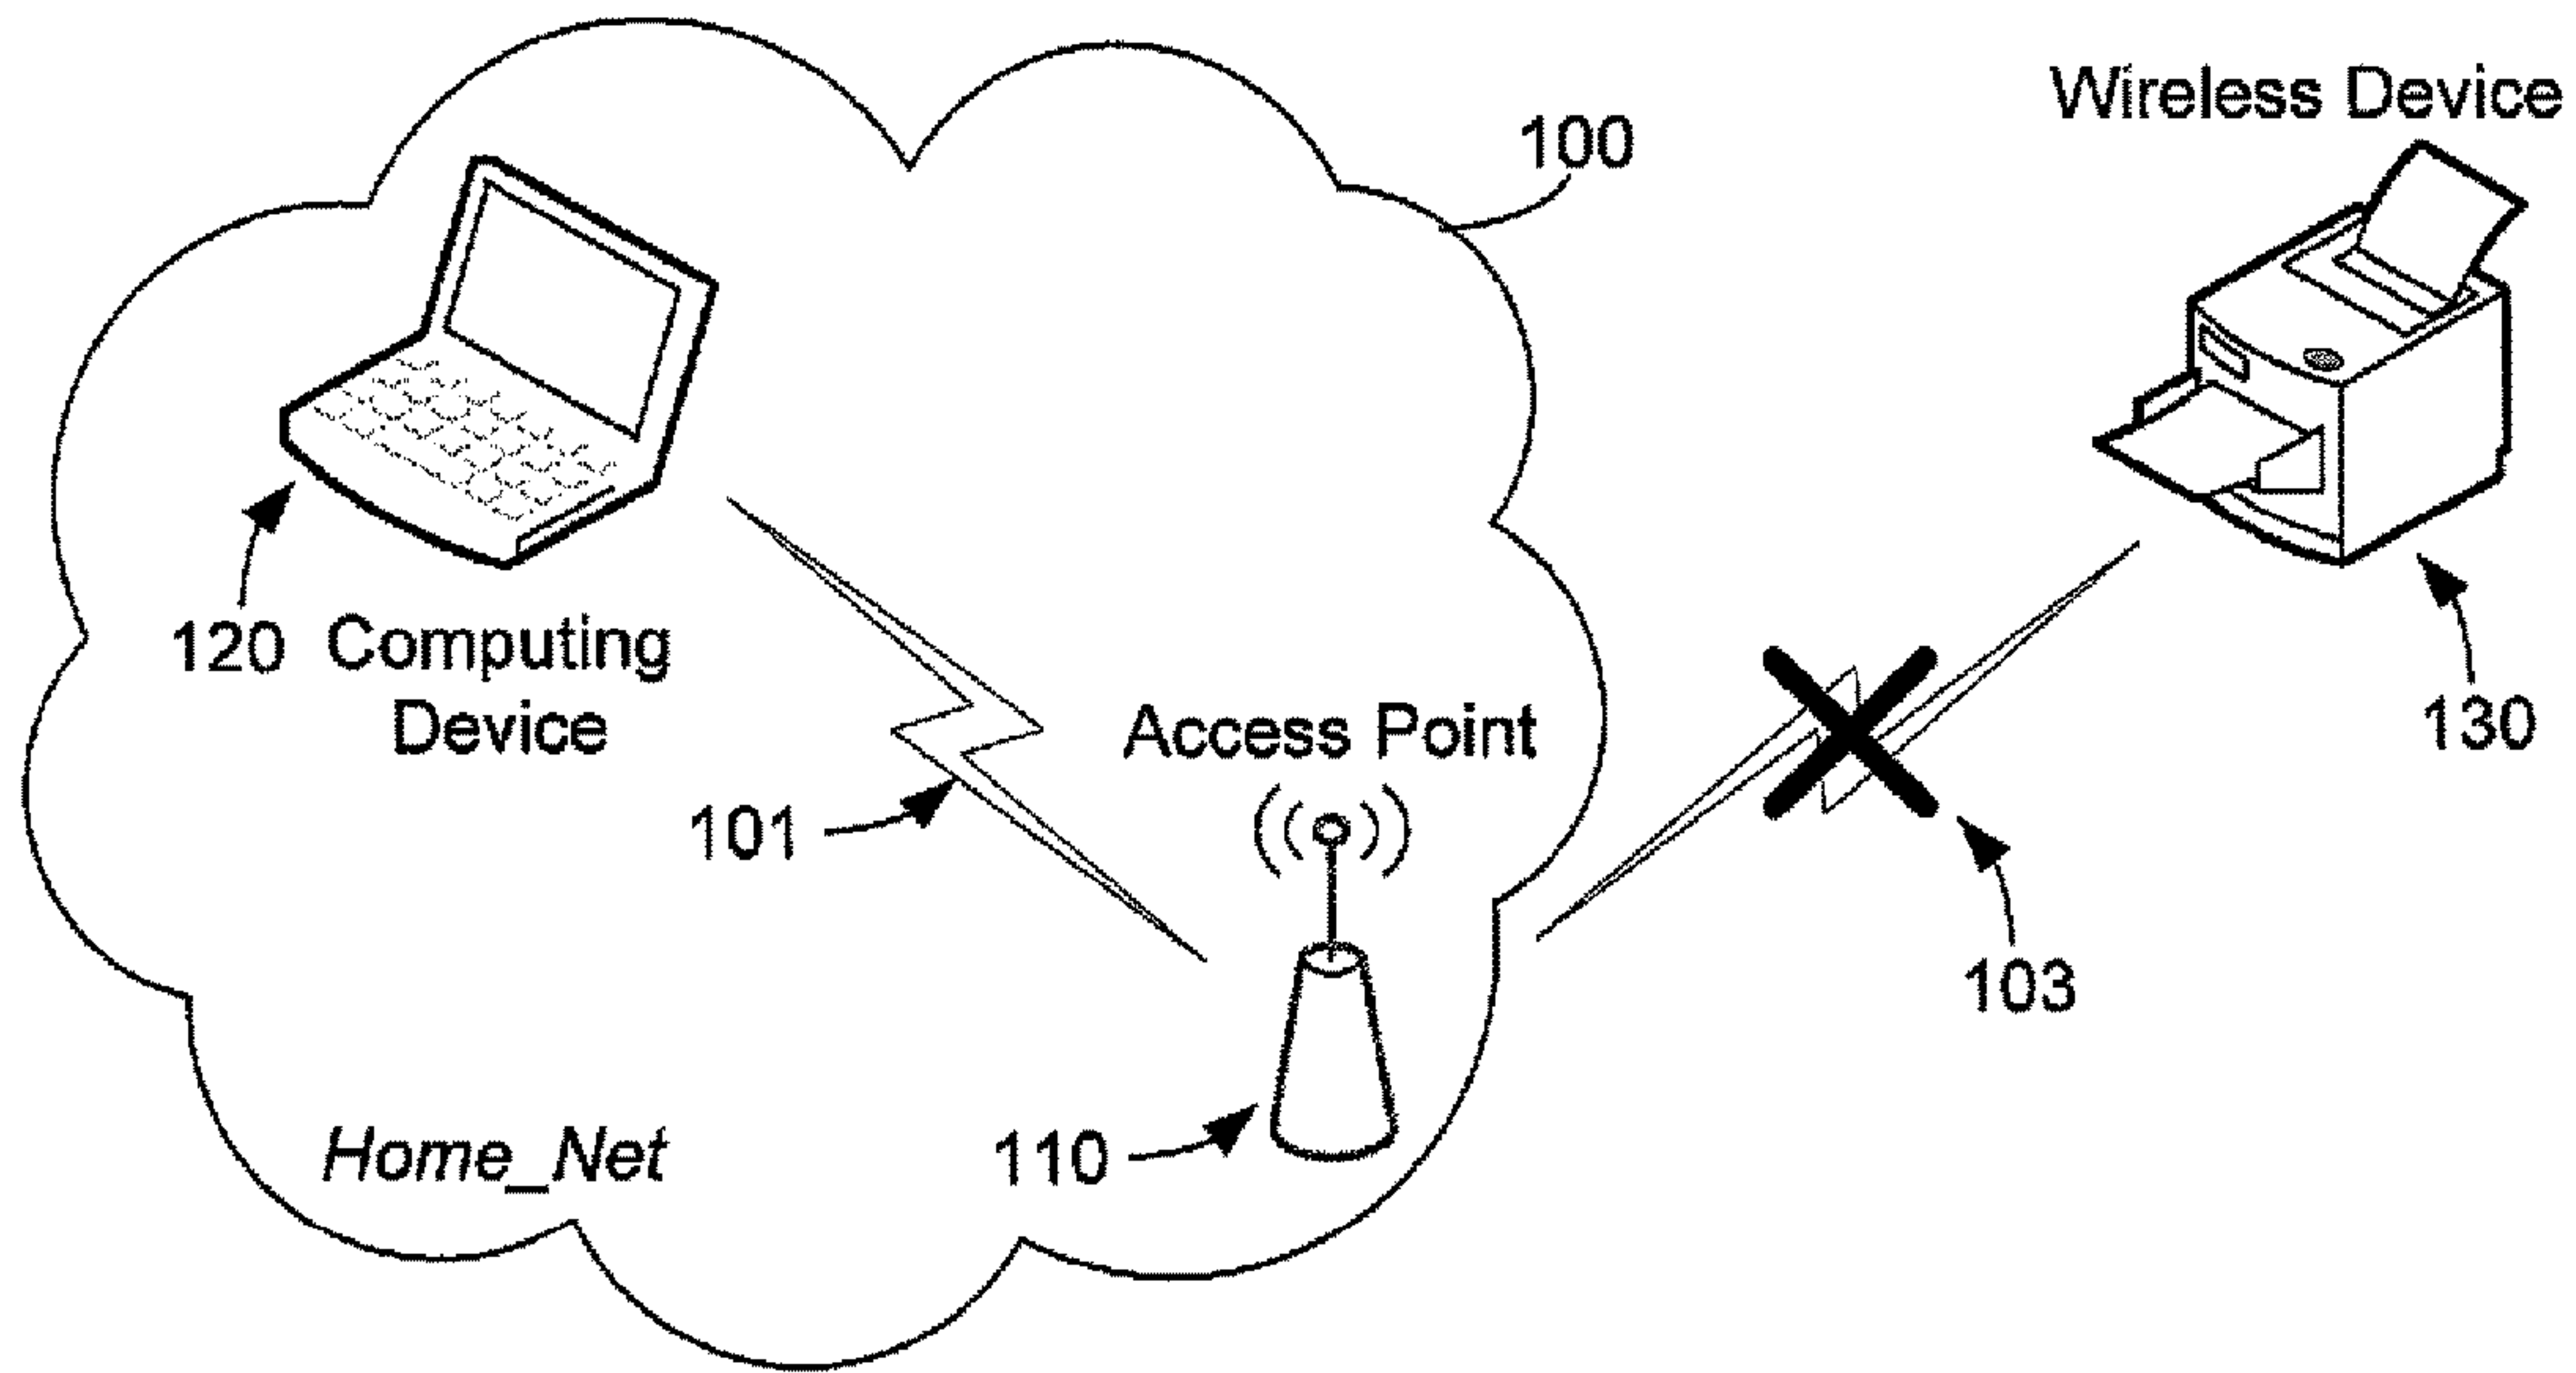 Wireless Device
100
120 Computing
Device
130
Access Point
101
103
110
Home_Net